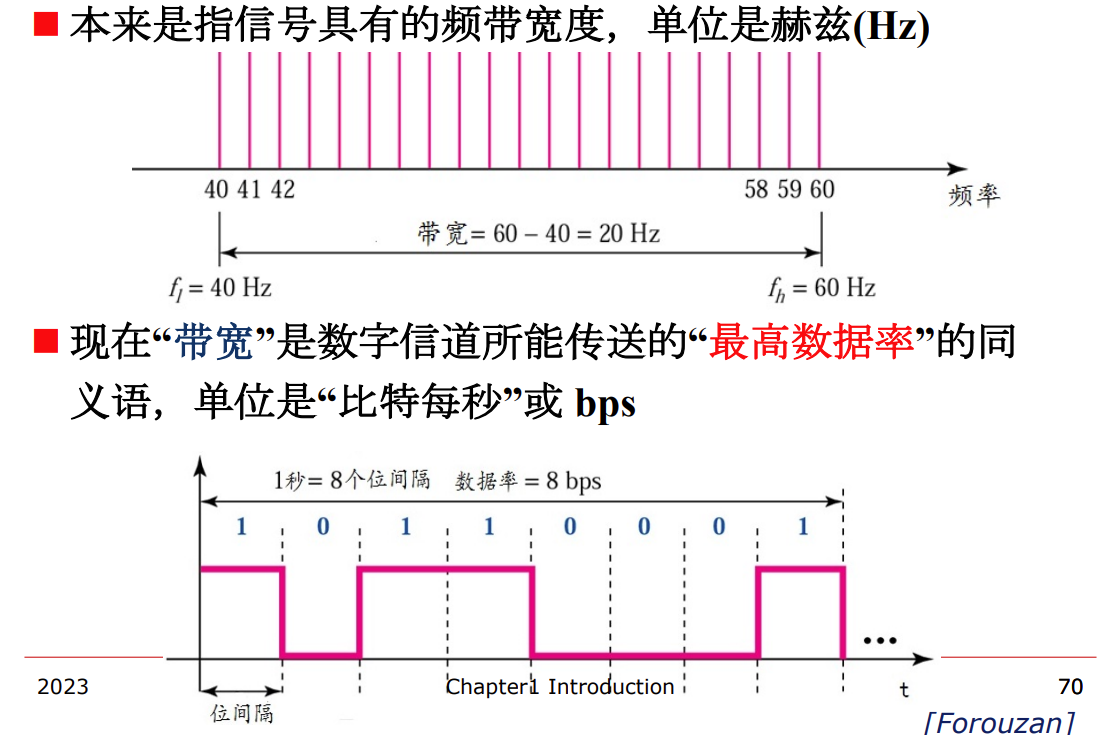 本来是指信号具有的频带宽度，单位是赫兹(Hz)
40 41 42 58 59 60
频率
带宽= 60 – 40 = 20 Hz
fl = 40 Hz fh = 60 Hz
现在“带宽”是数字信道所能传送的“最高数据率”的同
义语，单位是“比特每秒”或 bps
1秒= 8个位间隔 数据率 = 8 bps
1 0 1 1 0 0 0 1
...
2023 Chapter1 Introduction t 70
位间隔
[Forouzan]